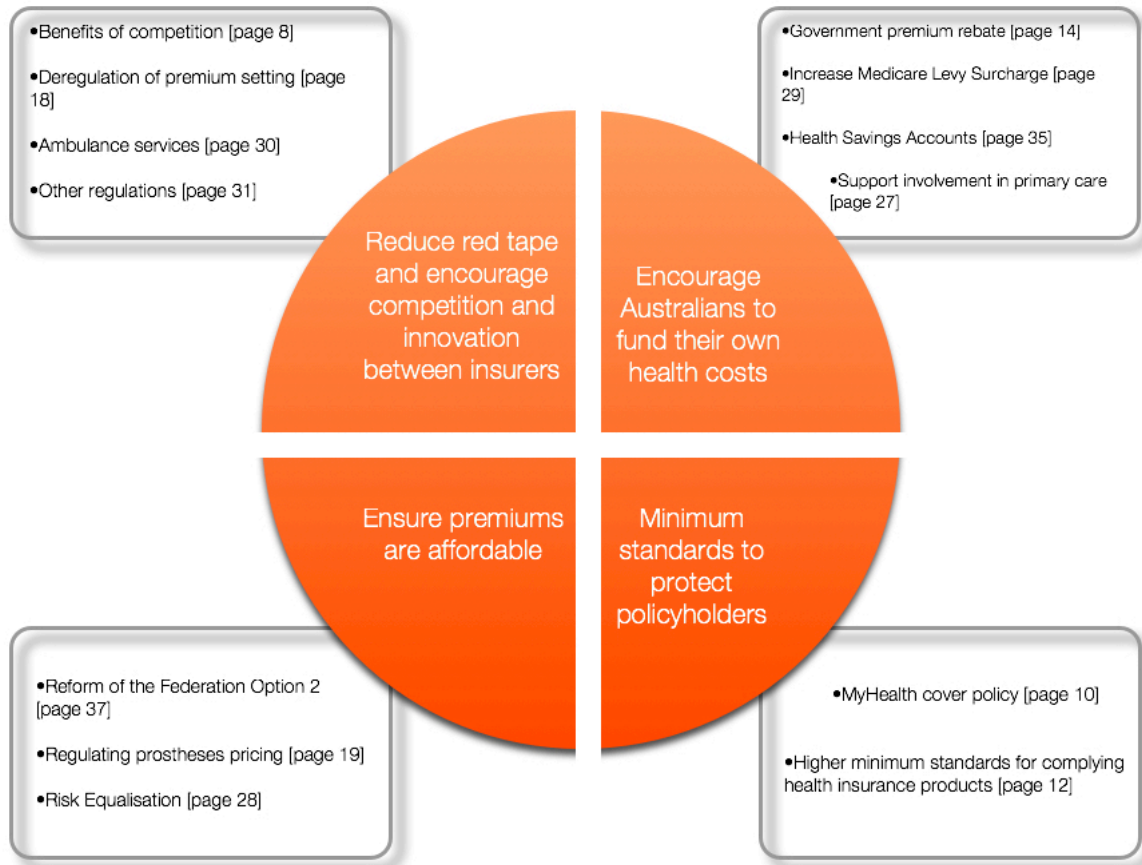 •Benefits of competition [page 8]
•Deregulation of premium setting [page
18]
•Ambulance services [page 30]
•Other regulations [page 31]
•Government premium rebate [page 14]
•Increase Medicare Levy Surcharge [page
29]
•Health Savings Accounts [page 35]
•Support involvement in primary care
[page 27]
Reduce red tape
and encourage
competition and
innovation
between insurers
Encourage
Australians to
fund their own
health costs
Ensure premiums
are affordable
Minimum
standards to
protect
policyholders
•Reform of the Federation Option 2
[page 37]
•Regulating prostheses pricing [page 19]
•Risk Equalisation [page 28]
•MyHealth cover policy [page 10]
•Higher minimum standards for complying
health insurance products [page 12]